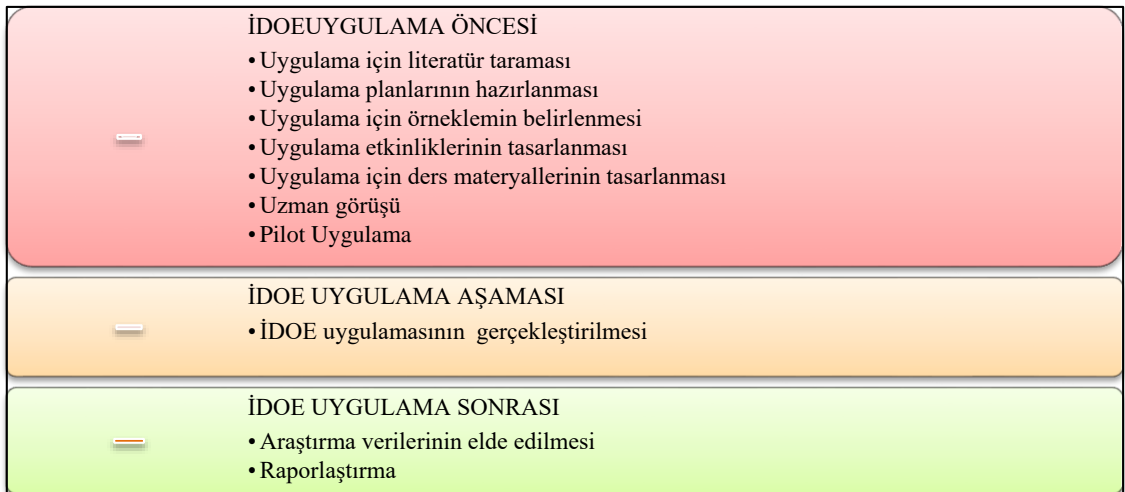 İDOEUYGULAMA ÖNCESİ
• Uygulama için literatür taraması
• Uygulama planlarının hazırlanması
• Uygulama için örneklemin belirlenmesi
• Uygulama etkinliklerinin tasarlanması
• Uygulama için ders materyallerinin tasarlanması
• Uzman görüşü
• Pilot Uygulama
İDOE UYGULAMA AŞAMASI
• İDOE uygulamasının gerçekleştirilmesi
İDOE UYGULAMA SONRASI
• Araştırma verilerinin elde edilmesi
• Raporlaştırma